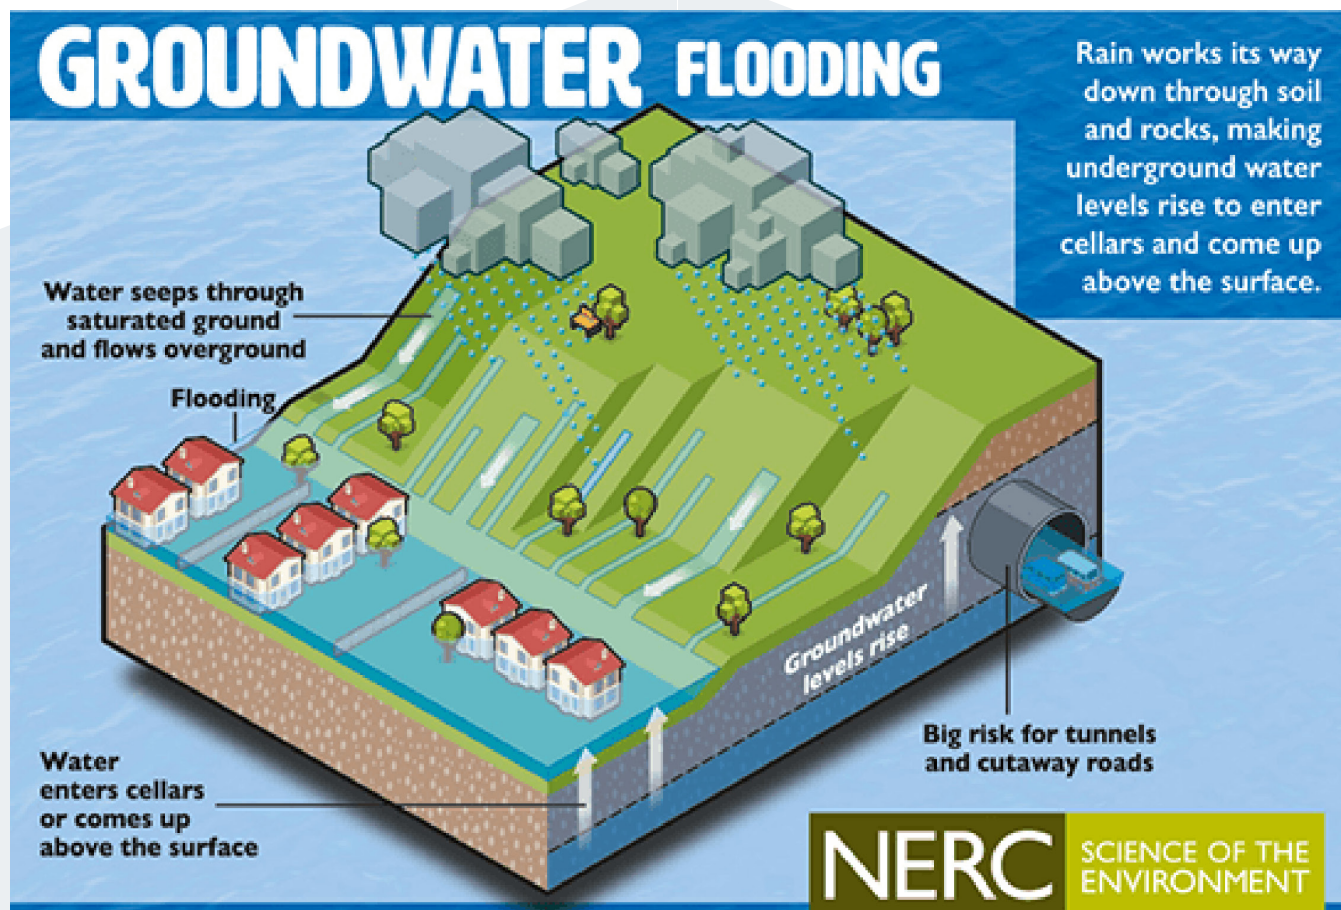 GROUNDWATER FLOODING
Rain works its way
down through soil
and rocks, making
underground water
levels rise to enter
cellars and come up
above the surface.
Water seeps through
saturated ground
and flows overground
Flooding
Groundwater
levels rise
Big risk for tunnels
and cutaway roads
Water
enters cellars
or comes up
above the surface
NERC
SCIENCE OF THE
ENVIRONMENT